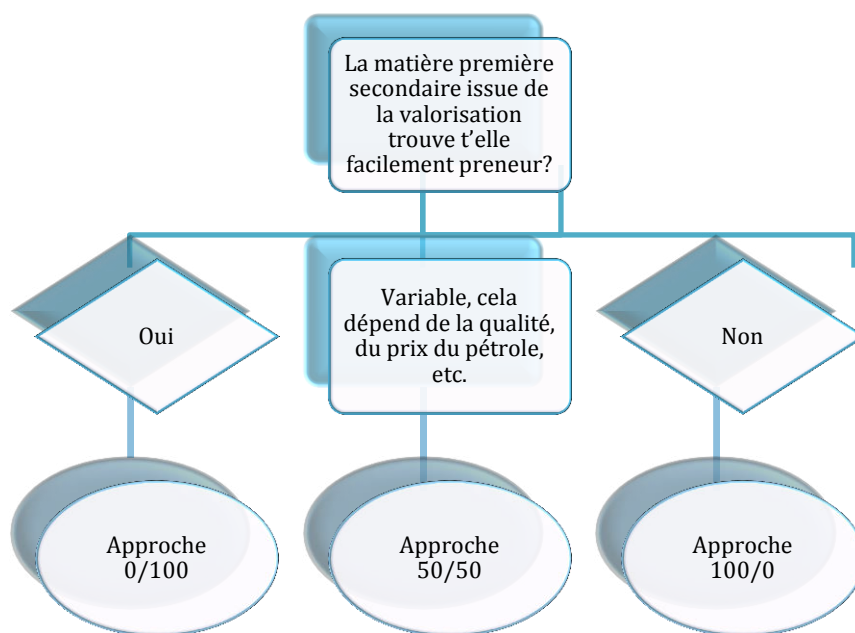 La matière première
secondaire issue de
la valorisation
trouve t’elle
facilement preneur?
Oui
Variable, cela
dépend de la qualité,
du prix du pétrole,
etc.
Non
Approche
0/100
Approche
50/50
Approche
100/0